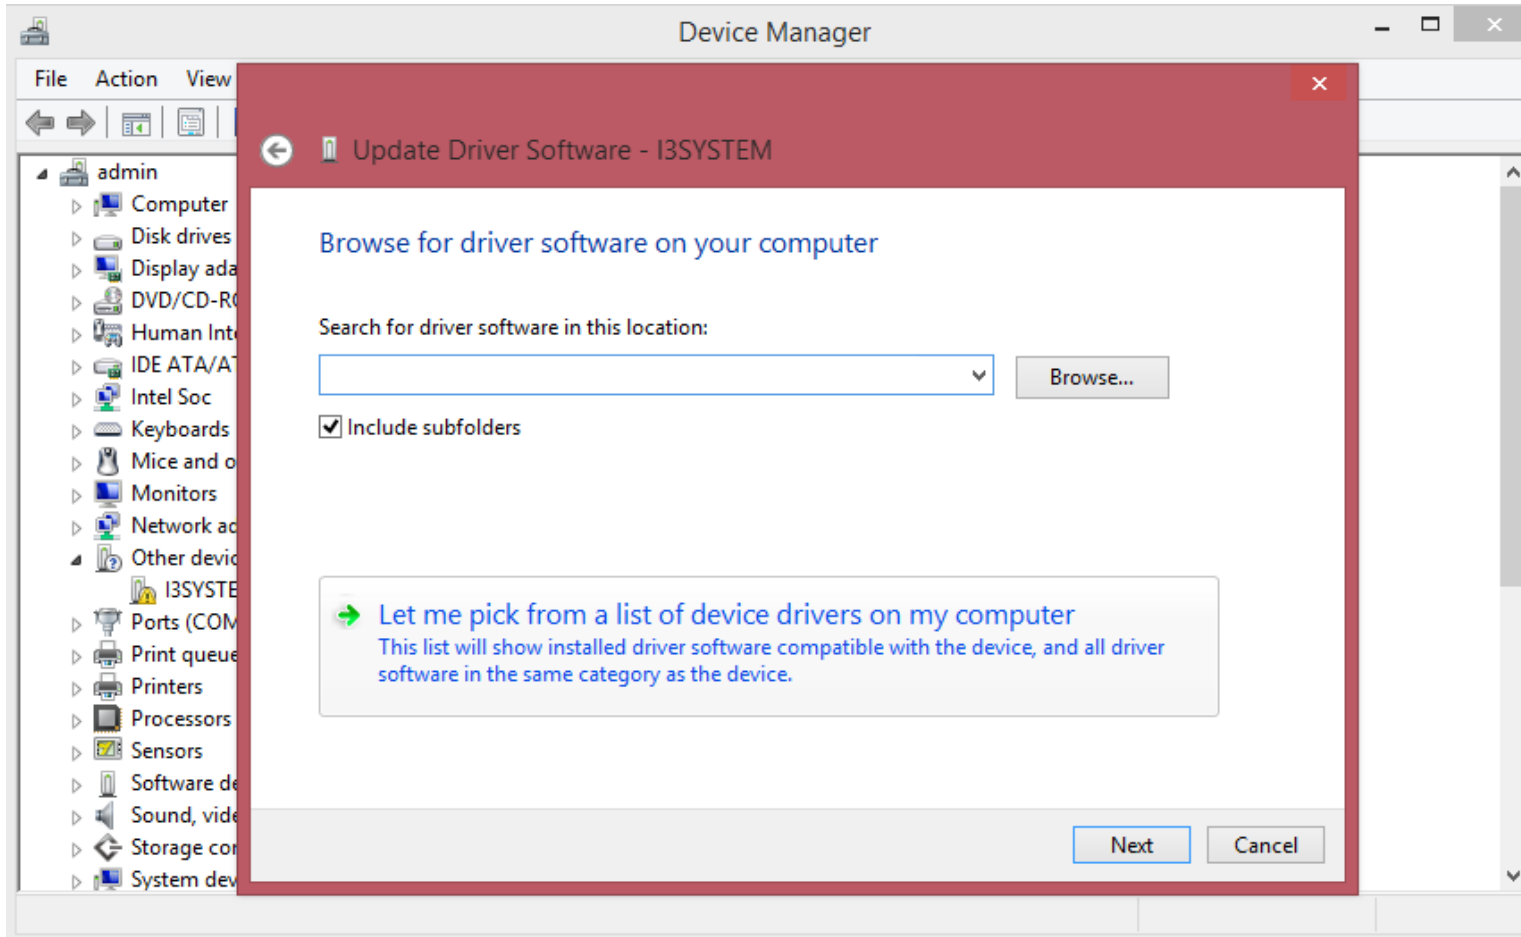 Device Manager
File Action View
Update Driver Software - I3SYSTEM
admin
Computer
Disk drives
Display ada
DVD/CD-R
Human Int
IDE ATA/AT
Intel Soc
Keyboards
Mice and o
Monitors
Network ad
Other devic
I3SYSTE
Ports (COM
Print queue
Printers
Processors
Sensors
Software de
Sound, vide
Storage cor
System dev
Browse for driver software on your computer
Search for driver software in this location:
Browse...
Include subfolders
Let me pick from a list of device drivers on my computer
This list will show installed driver software compatible with the device, and all driver
software in the same category as the device.
Next Cancel